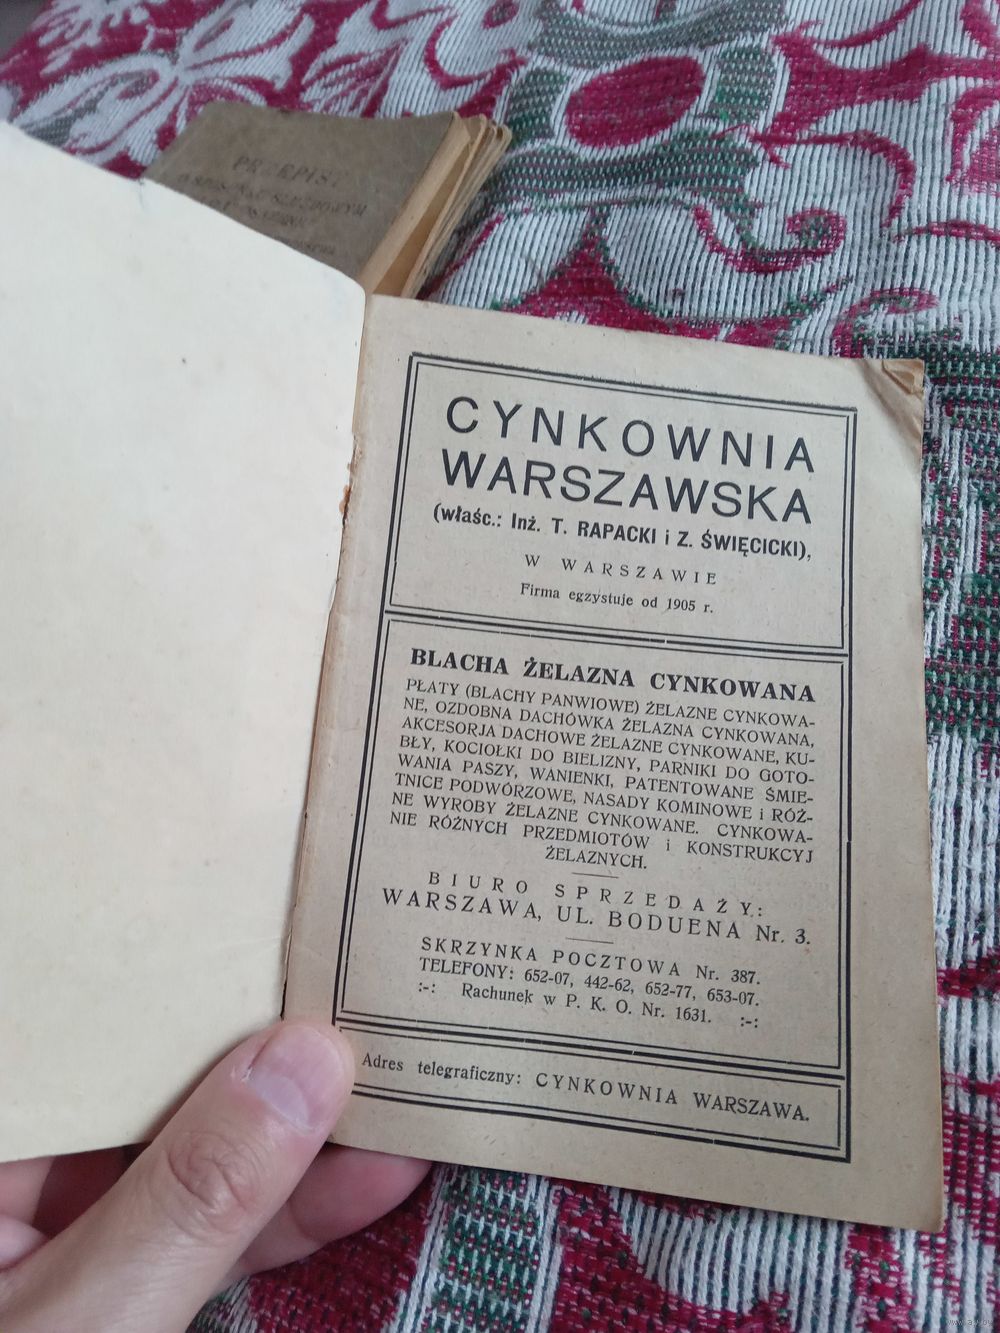 PRZEPISY
CYNKOWNIA
WARSZAWSKA
(właśc.: Inż. T. RAPACKI i Z. ŚWIĘCICKI),
W WARSZAWIE
Firma egzystuje od 1905 r.
BLACHA ŻELAZNA CYNKOWANA
PŁATY (BLACHY PANWIOWE) ŻELAZNE CYNKOWA-
NE, OZDOBNA DACHÓWKA ŻELAZNA CYNKOWANA,
AKCESORJA DACHOWE ŻELAZNE CYNKOWANE, KU-
BŁY, KOCIOŁKI DO BIELIZNY, PARNIKI DO GOTO-
WANIA PASZY, WANIENKI, PATENTOWANE ŚMIE-
TNICE PODWÓRZOWE, NASADY KOMINOWE i RÓŻ-
NE WYROBY ŻELAZNE CYNKOWANE. CYNKOWA-
NIE RÓŻNYCH PRZEDMIOTÓW i KONSTRUKCYJ
ŻELAZNYCH.
BIURO SPRZEDAŻY:
WARSZAWA, UL. BODUENA Nr. 3.
SKRZYNKA POCZTOWA Nr. 387.
TELEFONY: 652-07, 442-62, 652-77, 653-07.
:-: Rachunek w P. K. O. Nr. 1631. :-:
Adres telegraficzny: CYNKOWNIA WARSZAWA.